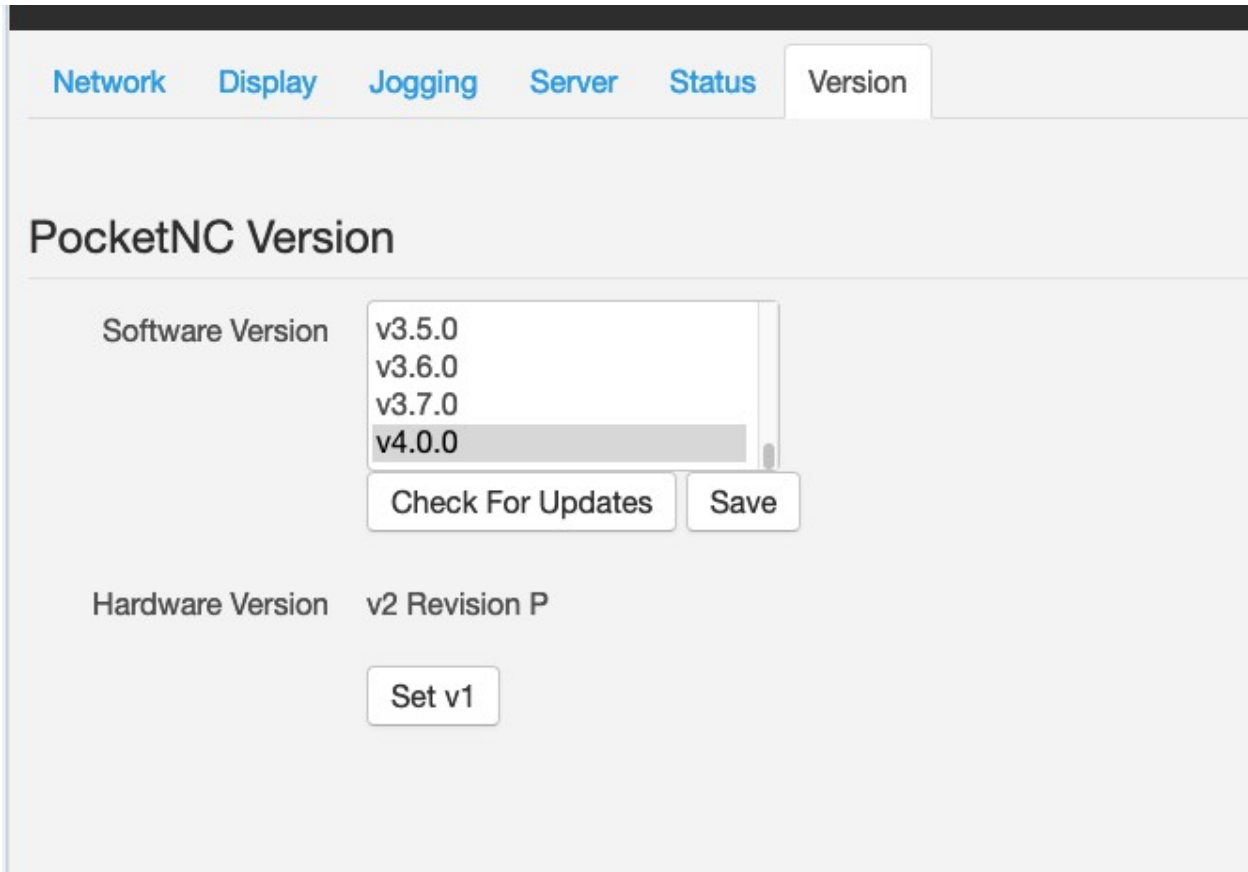 Network Display Jogging Server Status Version
PocketNC Version
Software Version
v3.5.0
v3.6.0
v3.7.0
v4.0.0
Check For Updates Save
Hardware Version v2 Revision P
Set v1